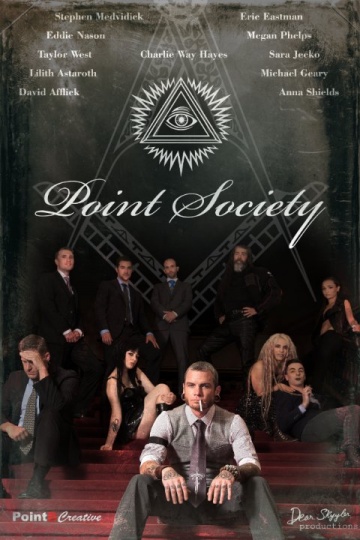 Stephen Medvidick Eric Eastman
Eddie Nason Megan Phelps
Taylor West Charlie Way Hayes Sara Jecko
Lilith Astaroth Michael Geary
David Afflick Anna Shields
Point Society
Point Creative
productions